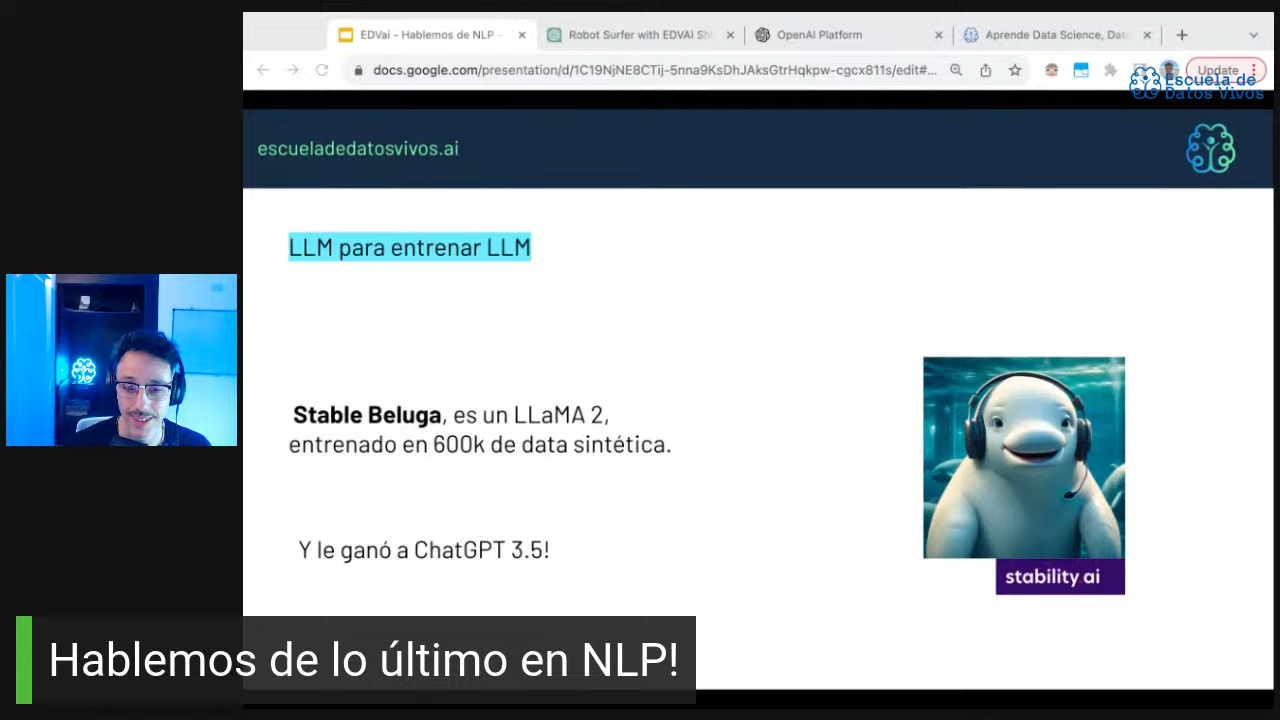 EDVai - Hablemos de NLP -
Robot Surfer with EDVAI Shi
OpenAI Platform
Aprende Data Science, Dat
docs.google.com/presentation/d/1C19NjNE8CTij-5nna9KsDhJAksGtrHqkpw-cgcx811s/edit#...
Update
Escuela de
Datos Vivos
escueladedatosvivos.ai
LLM para entrenar LLM
Stable Beluga, es un LLaMA 2,
entrenado en 600k de data sintética.
Y le ganó a ChatGPT 3.5!
stability.ai
Hablemos de lo último en NLP!